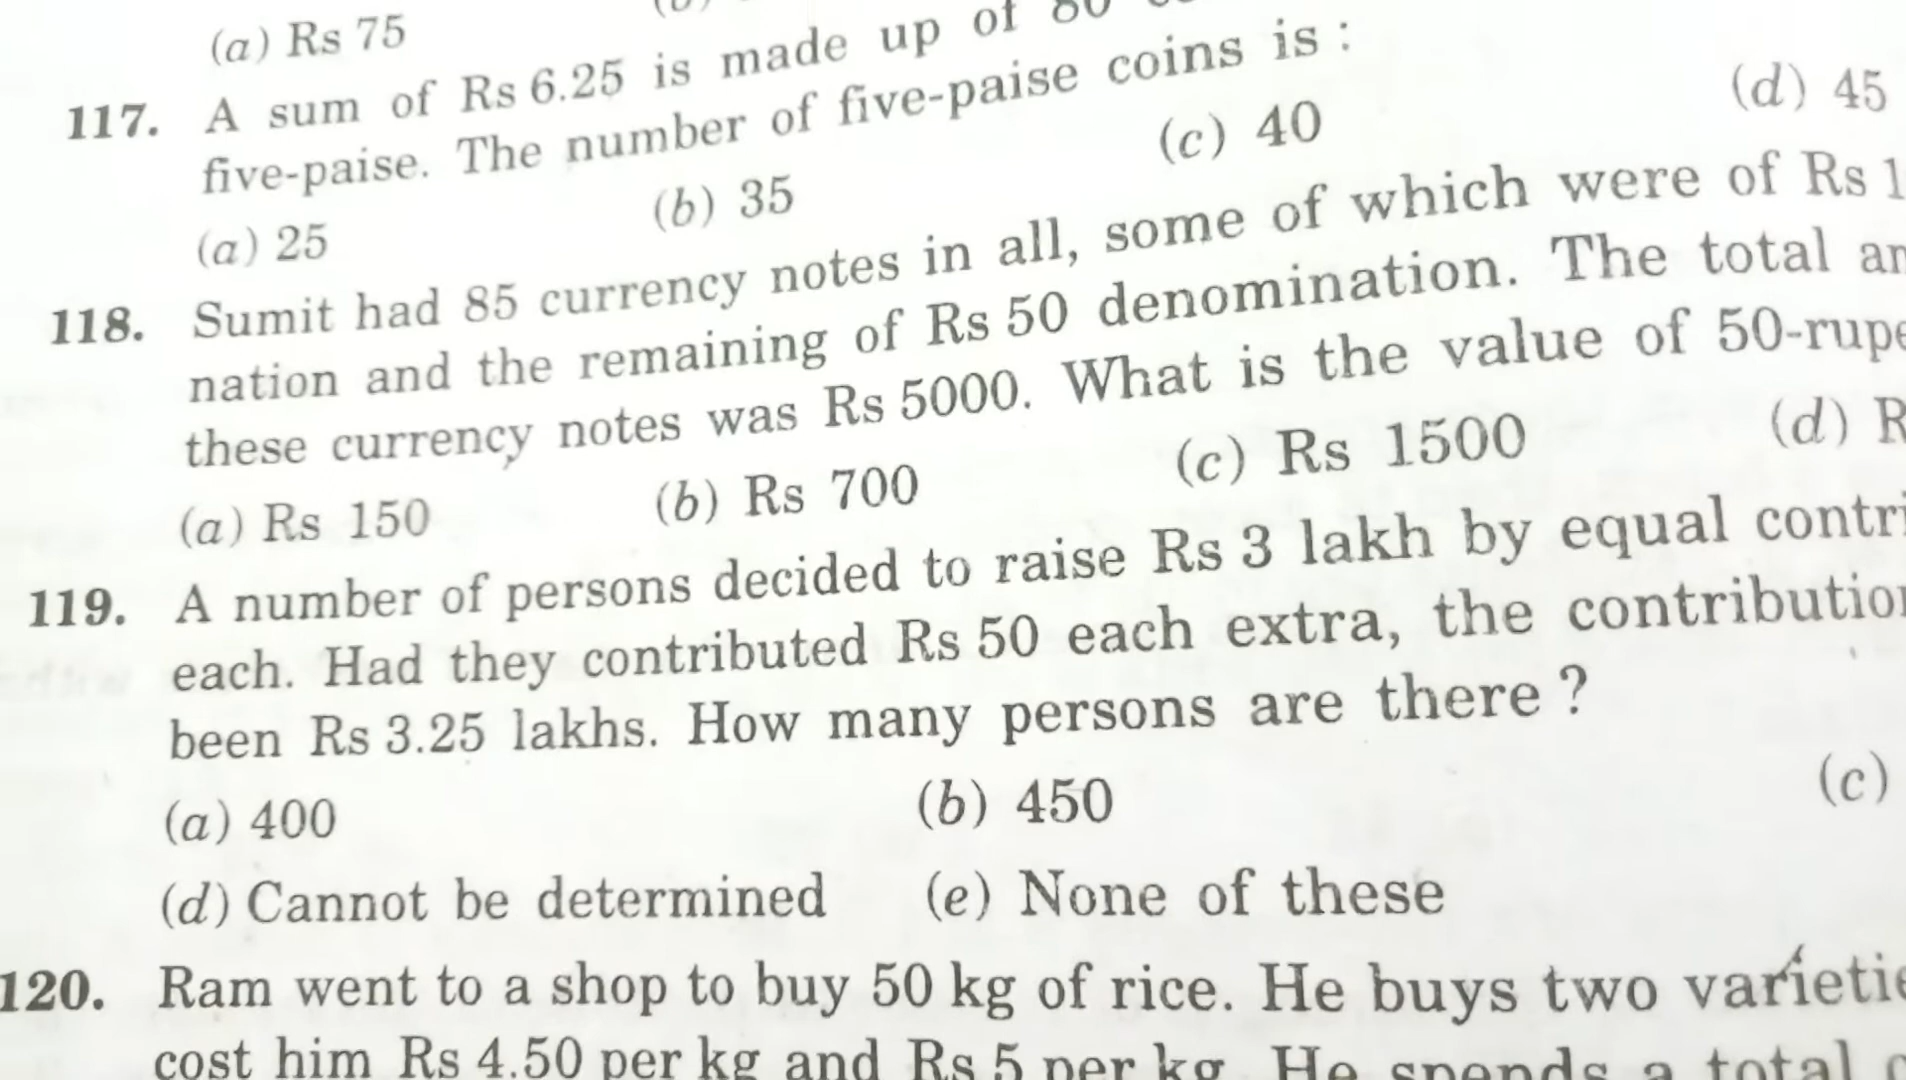 (a) Rs 75
117. A sum of Rs 6.25 is made up of 80
five-paise. The number of five-paise coins is :
(a) 25 (b) 35 (c) 40 (d) 45
118. Sumit had 85 currency notes in all, some of which were of Rs 1
nation and the remaining of Rs 50 denomination. The total
these currency notes was Rs 5000. What is the value of 50-rupe
(a) Rs 150 (b) Rs 700 (c) Rs 1500 (d) R
119. A number of persons decided to raise Rs 3 lakh by equal contri
each. Had they contributed Rs 50 each extra, the contribution
been Rs 3.25 lakhs. How many persons are there ?
(a) 400 (b) 450 (c)
(d) Cannot be determined (e) None of these
120. Ram went to a shop to buy 50 kg of rice. He buys two varietie
cost him Rs 4.50 per kg and Rs 5 per kg. He spends a total